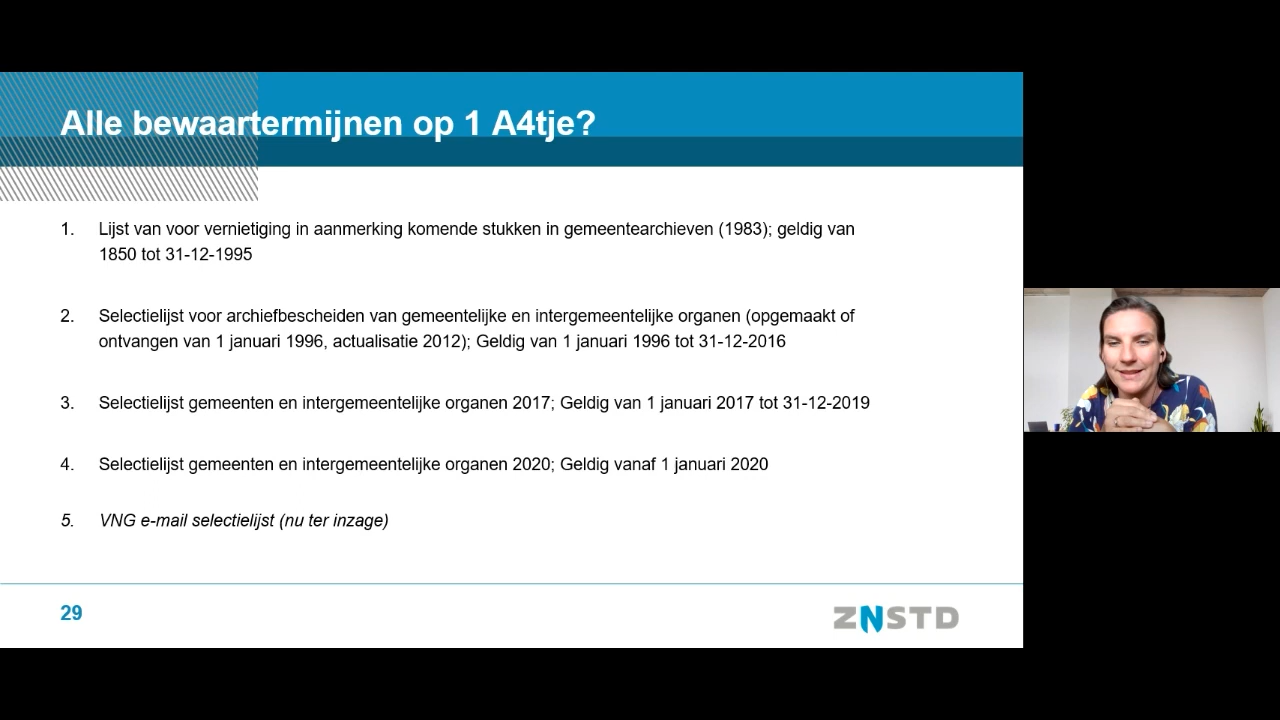 Alle bewaartermijnen op 1 A4tje?
1. Lijst van voor vernietiging in aanmerking komende stukken in gemeentearchieven (1983); geldig van
1850 tot 31-12-1995
2. Selectielijst voor archiefbescheiden van gemeentelijke en intergemeentelijke organen (opgemaakt of
ontvangen van 1 januari 1996, actualisatie 2012); Geldig van 1 januari 1996 tot 31-12-2016
3. Selectielijst gemeenten en intergemeentelijke organen 2017; Geldig van 1 januari 2017 tot 31-12-2019
4. Selectielijst gemeenten en intergemeentelijke organen 2020; Geldig vanaf 1 januari 2020
5. VNG e-mail selectielijst (nu ter inzage)
29
ZNSTD